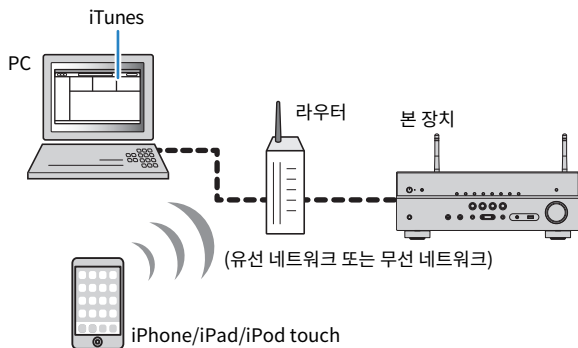 iTunes
PC
라우터
본 장치
(유선 네트워크 또는 무선 네트워크)
iPhone/iPad/iPod touch